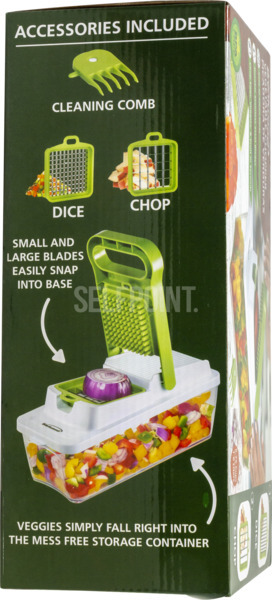 ACCESSORIES INCLUDED
CLEANING COMB
DICE
CHOP
SMALL AND
LARGE BLADES
EASILY SNAP
INTO BASE
SELLPOINT.
VEGGIES SIMPLY FALL RIGHT INTO
THE MESS FREE STORAGE CONTAINER